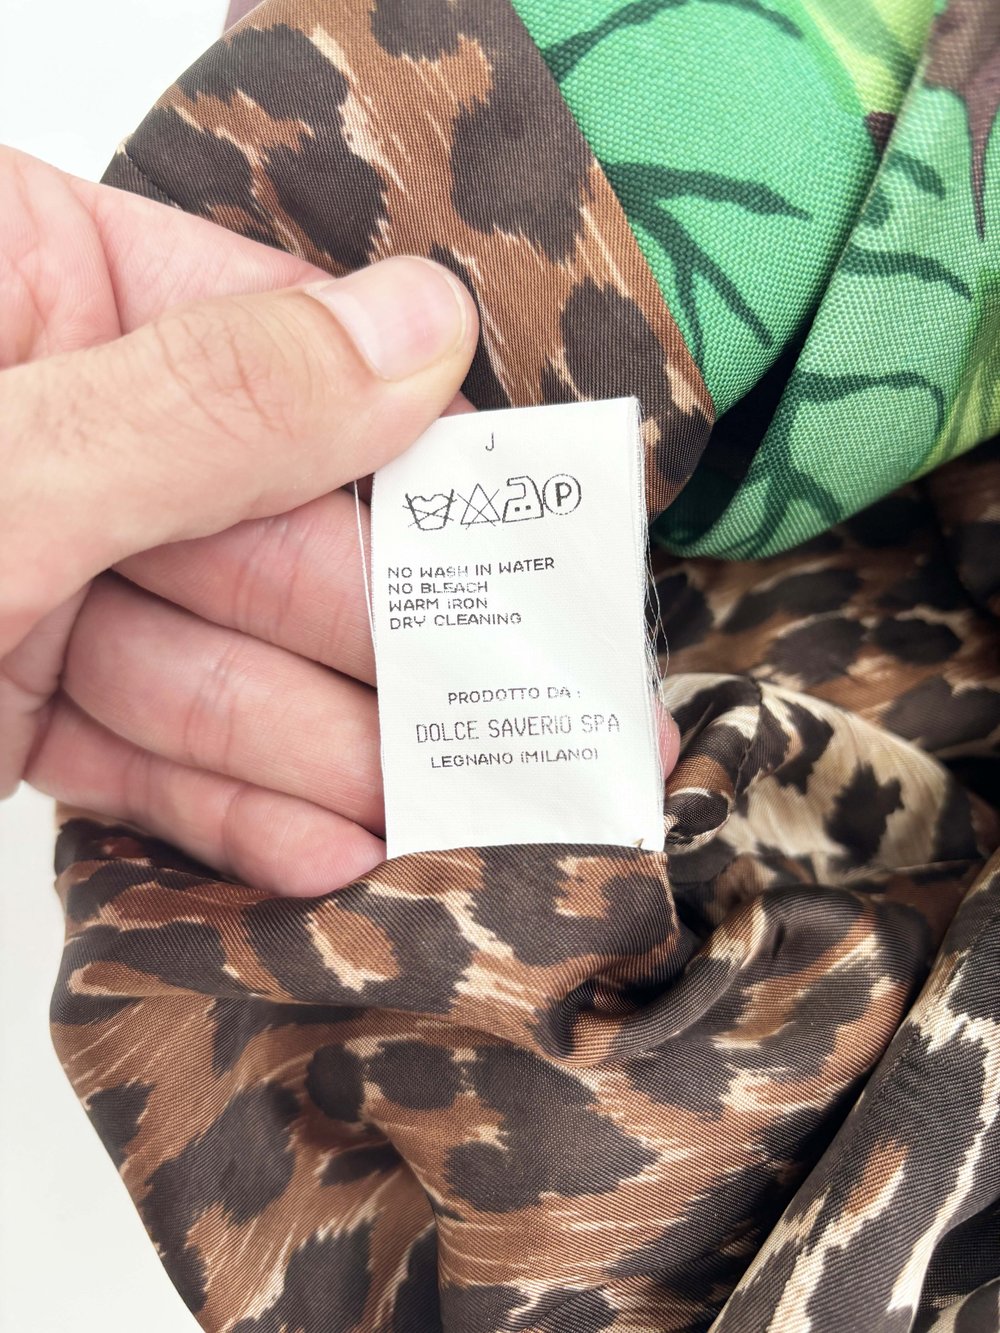 J
P
NO WASH IN WATER
NO BLEACH
WARM IRON
DRY CLEANING
PRODOTTO DA :
DOLCE SAVERIO SPA
LEGNANO (MILANO)